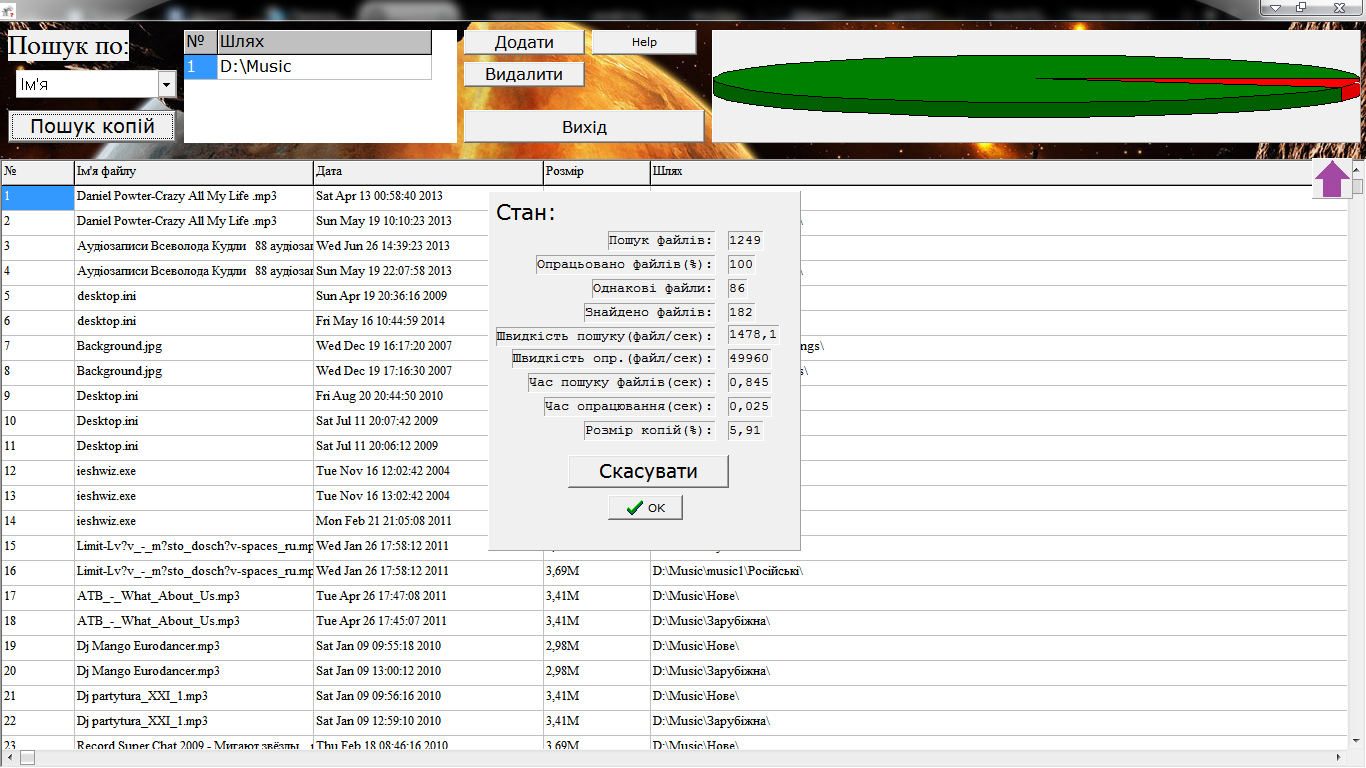 Пошук по:
Ім'я
Пошук копій
№ Шлях
1 D:\Music
Додати
Видалити
Help
Вихід
№ Ім'я файлу Дата Розмір Шлях
1 Daniel Powter-Crazy All My Life .mp3 Sat Apr 13 00:58:40 2013
2 Daniel Powter-Crazy All My Life .mp3 Sun May 19 10:10:23 2013 \
3 Аудіозаписи Всеволода Кудли 88 аудіозап Wed Jun 26 14:39:23 2013
4 Аудіозаписи Всеволода Кудли 88 аудіозап Sun May 19 22:07:58 2013 \
5 desktop.ini Sun Apr 19 20:36:16 2009
6 desktop.ini Fri May 16 10:44:59 2014
7 Background.jpg Wed Dec 19 16:17:20 2007 ngs\
8 Background.jpg Wed Dec 19 17:16:30 2007 s\
9 Desktop.ini Fri Aug 20 20:44:50 2010
10 Desktop.ini Sat Jul 11 20:07:42 2009
11 Desktop.ini Sat Jul 11 20:06:12 2009
12 ieshwiz.exe Tue Nov 16 12:02:42 2004
13 ieshwiz.exe Tue Nov 16 13:02:42 2004
14 ieshwiz.exe Mon Feb 21 21:05:08 2011
15 Limit-Lv?v_-_m?sto_dosch?v-spaces_ru.mp Wed Jan 26 17:58:12 2011
16 Limit-Lv?v_-_m?sto_dosch?v-spaces_ru.mp Wed Jan 26 17:58:12 2011 3,69M D:\Music\music1\Російські\
17 ATB_-_What_About_Us.mp3 Tue Apr 26 17:47:08 2011 3,41M D:\Music\Нове\
18 ATB_-_What_About_Us.mp3 Tue Apr 26 17:45:07 2011 3,41M D:\Music\Зарубіжна\
19 Dj Mango Eurodancer.mp3 Sat Jan 09 09:55:18 2010 2,98M D:\Music\Нове\
20 Dj Mango Eurodancer.mp3 Sat Jan 09 13:00:12 2010 2,98M D:\Music\Зарубіжна\
21 Dj partytura_XXI_1.mp3 Sat Jan 09 09:56:16 2010 3,41M D:\Music\Нове\
22 Dj partytura_XXI_1.mp3 Sat Jan 09 12:59:10 2010 3,41M D:\Music\Зарубіжна\
23 Record Super Chat 2009 - Мигают звёзды Thu Feb 18 08:46:16 2010 3,69M D:\Music\Нове\
Стан:
Пошук файлів: 1249
Опрацьовано файлів(%): 100
Однакові файли: 86
Знайдено файлів: 182
Швидкість пошуку(файл/сек): 1478,1
Швидкість опр.(файл/сек): 49960
Час пошуку файлів(сек): 0,845
Час опрацювання(сек): 0,025
Розмір копій(%): 5,91
Скасувати
OK